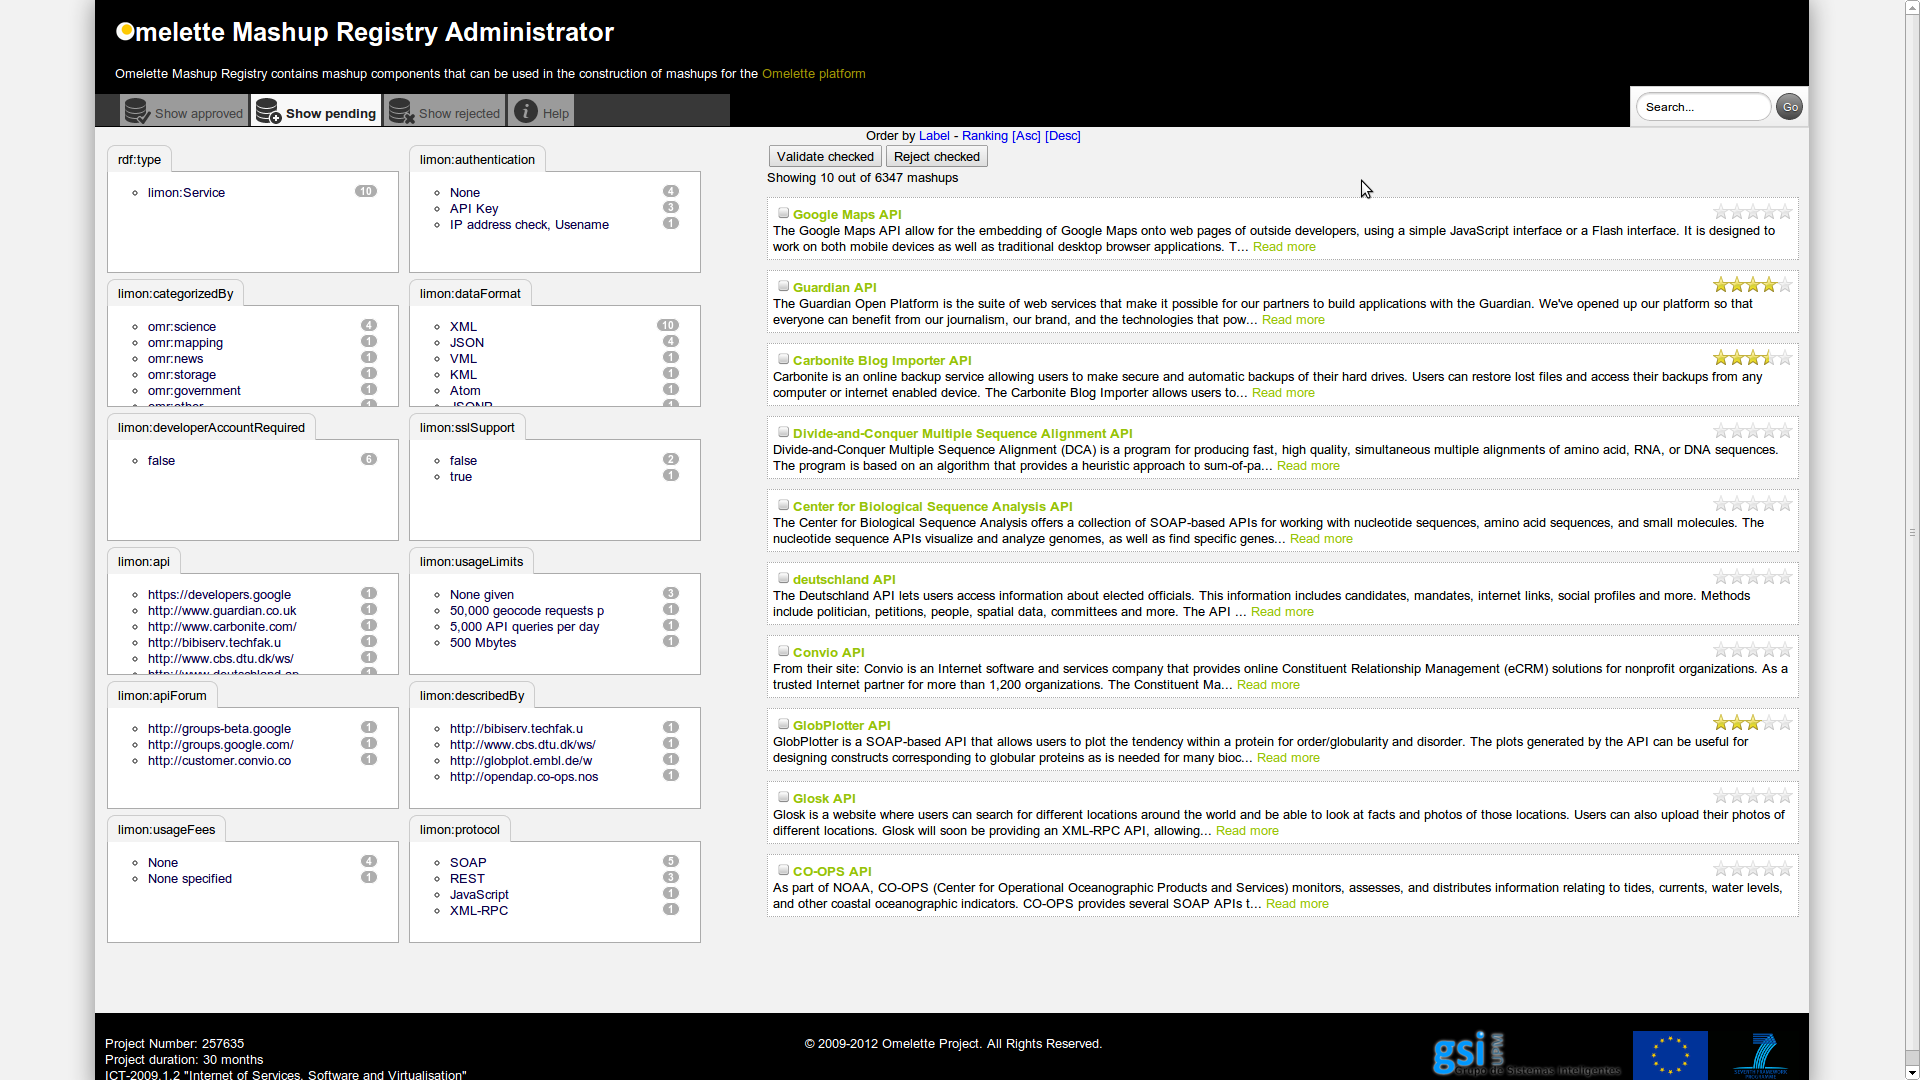 Omelette Mashup Registry Administrator
Omelette Mashup Registry contains mashup components that can be used in the construction of mashups for the Omelette platform
Show approved
Show pending
Show rejected
Help
Search...
Go
rdf:type
limon:Service 10
limon:authentication
None 4
API Key 3
IP address check, Usename 1
limon:categorizedBy
omr:science 4
omr:mapping 1
omr:news 1
omr:storage 1
omr:government 1
omr:other 1
limon:dataFormat
XML 10
JSON 4
VML 1
KML 1
Atom 1
JSONP 1
limon:developerAccountRequired
false 6
limon:sslSupport
false 2
true 1
limon:api
https://developers.google 1
http://www.guardian.co.uk 1
http://www.carbonite.com/ 1
http://bibiserv.techfak.u 1
http://www.cbs.dtu.dk/ws/ 1
http://www.deutschland-ap 1
limon:usageLimits
None given 3
50,000 geocode requests p 1
5,000 API queries per day 1
500 Mbytes 1
limon:apiForum
http://groups-beta.google 1
http://groups.google.com/ 1
http://customer.convio.co 1
limon:describedBy
http://bibiserv.techfak.u 1
http://www.cbs.dtu.dk/ws/ 1
http://globplot.embl.de/w 1
http://opendap.co-ops.nos 1
limon:usageFees
None 4
None specified 1
limon:protocol
SOAP 5
REST 3
JavaScript 1
XML-RPC 1
Order by Label - Ranking [Asc] [Desc]
Validate checked
Reject checked
Showing 10 out of 6347 mashups
Google Maps API
The Google Maps API allow for the embedding of Google Maps onto web pages of outside developers, using a simple JavaScript interface or a Flash interface. It is designed to
work on both mobile devices as well as traditional desktop browser applications. T... Read more
Guardian API
The Guardian Open Platform is the suite of web services that make it possible for our partners to build applications with the Guardian. We've opened up our platform so that
everyone can benefit from our journalism, our brand, and the technologies that pow... Read more
Carbonite Blog Importer API
Carbonite is an online backup service allowing users to make secure and automatic backups of their hard drives. Users can restore lost files and access their backups from any
computer or internet enabled device. The Carbonite Blog Importer allows users to... Read more
Divide-and-Conquer Multiple Sequence Alignment API
Divide-and-Conquer Multiple Sequence Alignment (DCA) is a program for producing fast, high quality, simultaneous multiple alignments of amino acid, RNA, or DNA sequences.
The program is based on an algorithm that provides a heuristic approach to sum-of-pa... Read more
Center for Biological Sequence Analysis API
The Center for Biological Sequence Analysis offers a collection of SOAP-based APIs for working with nucleotide sequences, amino acid sequences, and small molecules. The
nucleotide sequence APIs visualize and analyze genomes, as well as find specific genes... Read more
deutschland API
The Deutschland API lets users access information about elected officials. This information includes candidates, mandates, internet links, social profiles and more. Methods
include politician, petitions, people, spatial data, committees and more. The API ... Read more
Convio API
From their site: Convio is an Internet software and services company that provides online Constituent Relationship Management (eCRM) solutions for nonprofit organizations. As a
trusted Internet partner for more than 1,200 organizations. The Constituent Ma... Read more
GlobPlotter API
GlobPlotter is a SOAP-based API that allows users to plot the tendency within a protein for order/globularity and disorder. The plots generated by the API can be useful for
designing constructs corresponding to globular proteins as is needed for many bioc... Read more
Glosk API
Glosk is a website where users can search for different locations around the world and be able to look at facts and photos of those locations. Users can also upload their photos of
different locations. Glosk will soon be providing an XML-RPC API, allowing... Read more
CO-OPS API
As part of NOAA, CO-OPS (Center for Operational Oceanographic Products and Services) monitors, assesses, and distributes information relating to tides, currents, water levels,
and other coastal oceanographic indicators. CO-OPS provides several SOAP APIs t... Read more
Project Number: 257635
Project duration: 30 months
ICT-2009.1.2 "Internet of Services, Software and Virtualisation"
© 2009-2012 Omelette Project. All Rights Reserved.
gsi UPM
Grupo de Sistemas Inteligentes
7
SEVENTH FRAMEWORK
PROGRAMME